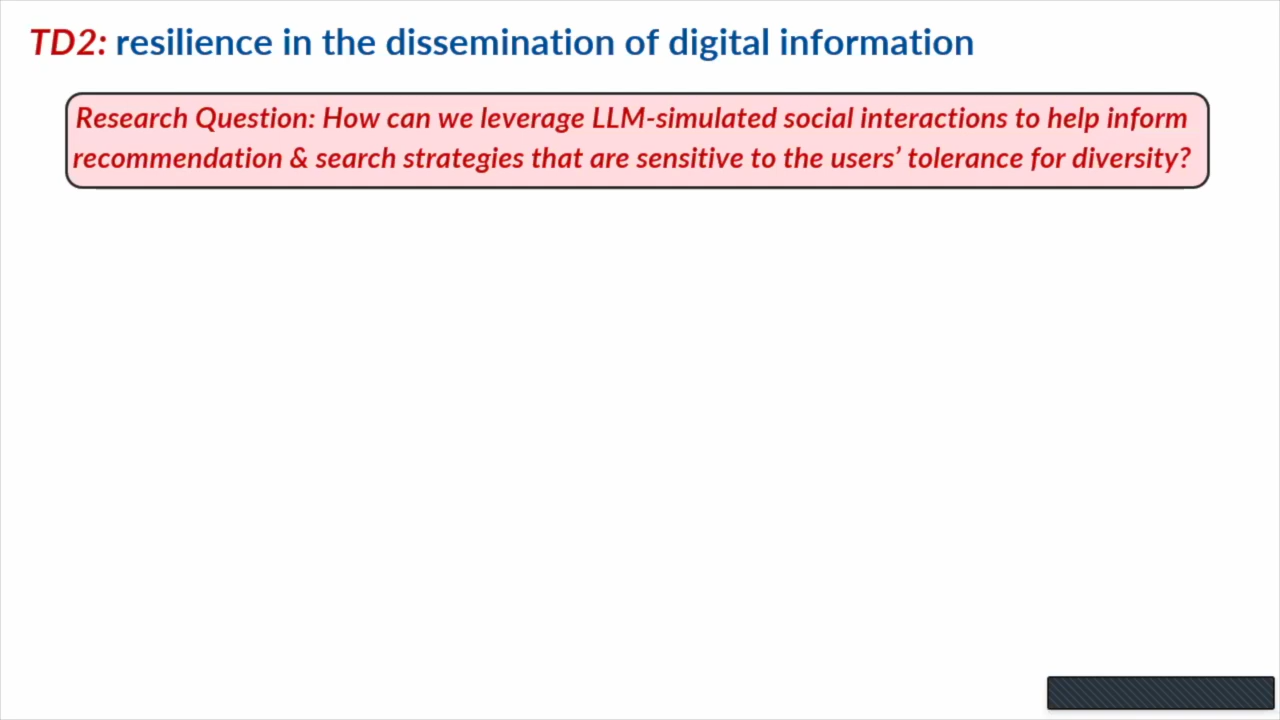 TD2: resilience in the dissemination of digital information
Research Question: How can we leverage LLM-simulated social interactions to help inform
recommendation & search strategies that are sensitive to the users’ tolerance for diversity?